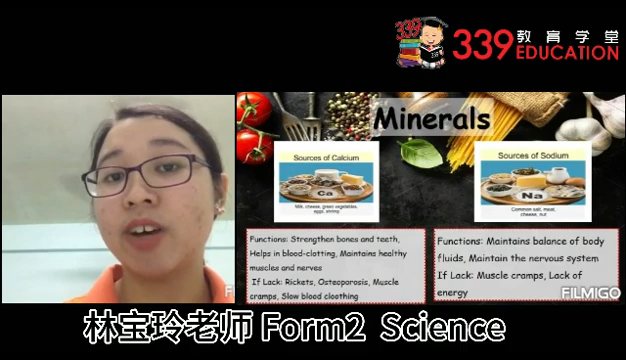 339 教育学堂
EDUCATION
Minerals
Sources of Calcium
Ca
Milk, cheese, green vegetables,
eggs, shrimp
Sources of Sodium
Na
Common salt, meat,
cheese, nut
Functions: Strengthen bones and teeth,
Helps in blood-clotting, Maintains healthy
muscles and nerves
If Lack: Rickets, Osteoporosis, Muscle
cramps, Slow blood cloothing
Functions: Maintains balance of body
fluids, Maintain the nervous system
If Lack: Muscle cramps, Lack of
energy
FILMIGO
林宝玲老师 Form2 Science